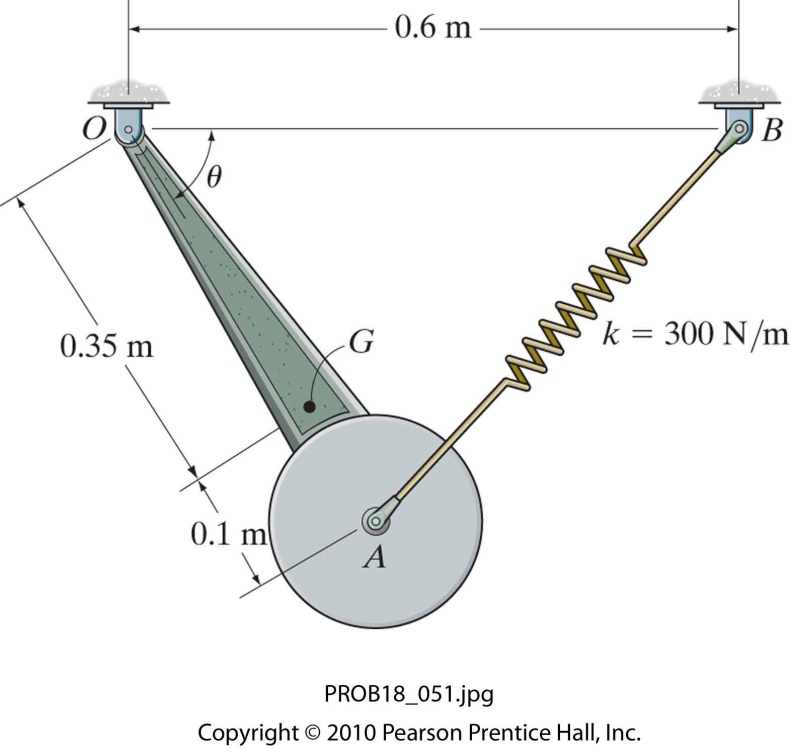 0.6 m
O
B
θ
0.35 m
G
k = 300 N/m
0.1 m
A
PROB18_051.jpg
Copyright © 2010 Pearson Prentice Hall, Inc.